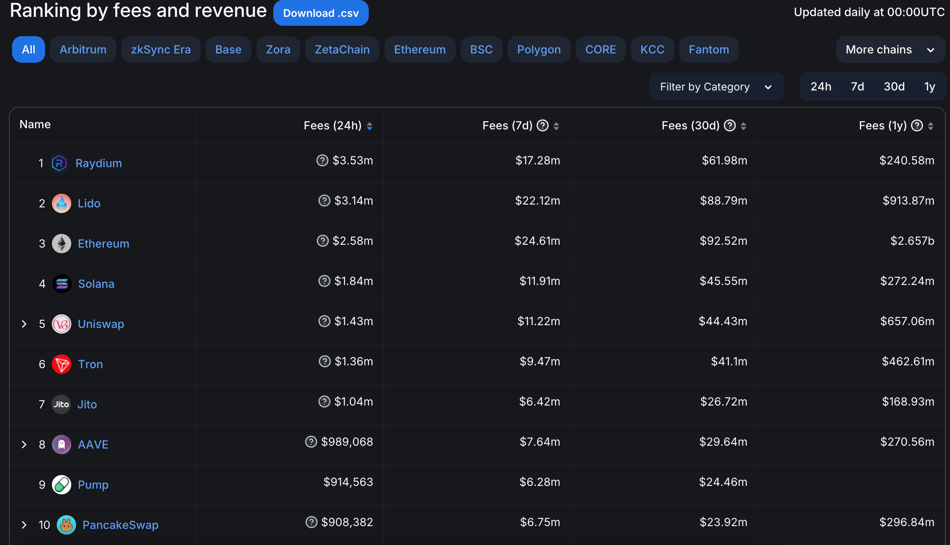 Ranking by fees and revenue Download .csv Updated daily at 00:00UTC
All Arbitrum zkSync Era Base Zora ZetaChain Ethereum BSC Polygon CORE KCC Fantom More chains
Filter by Category 24h 7d 30d 1y
Name Fees (24h) Fees (7d) ? Fees (30d) ? Fees (1y) ?
1 Raydium ? $3.53m $17.28m $61.98m $240.58m
2 Lido ? $3.14m $22.12m $88.79m $913.87m
3 Ethereum ? $2.58m $24.61m $92.52m $2.657b
4 Solana ? $1.84m $11.91m $45.55m $272.24m
5 Uniswap ? $1.43m $11.22m $44.43m $657.06m
6 Tron ? $1.36m $9.47m $41.1m $462.61m
7 Jito Jito ? $1.04m $6.42m $26.72m $168.93m
8 AAVE ? $989,068 $7.64m $29.64m $270.56m
9 Pump $914,563 $6.28m $24.46m
10 PancakeSwap ? $908,382 $6.75m $23.92m $296.84m